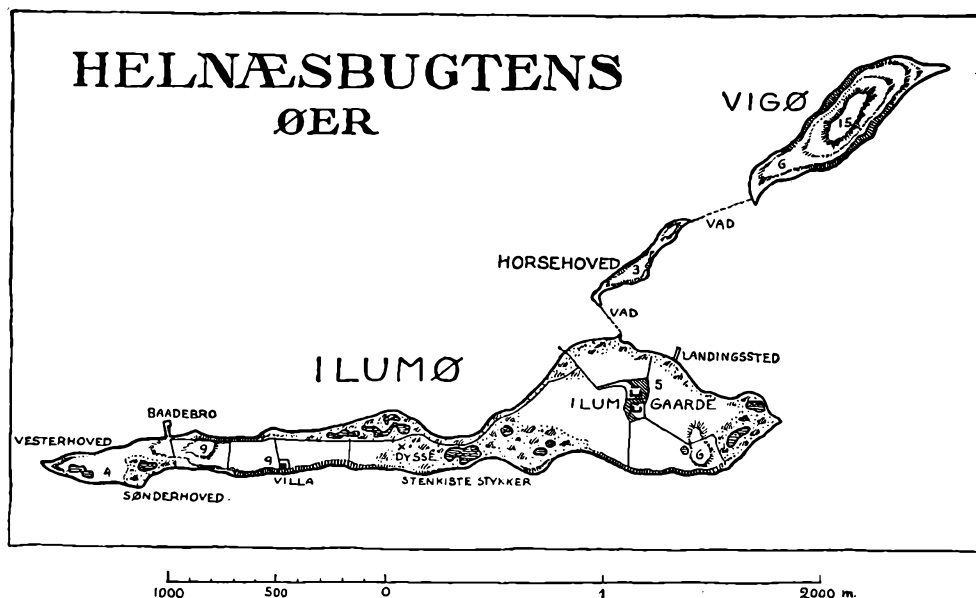 HELNÆSBUGTENS
ØER
VIGØ
15
6
VAD
HORSEHOVED
3
VAD
ILUMØ
LANDINGSSTED
5
ILUM GAARDE
BAADEBRO
VESTERHOVED
9
4
SØNDERHOVED.
9
VILLA
X
DYSSE
STENKISTE STYKKER
6
1000 500 0 1 2000 m.